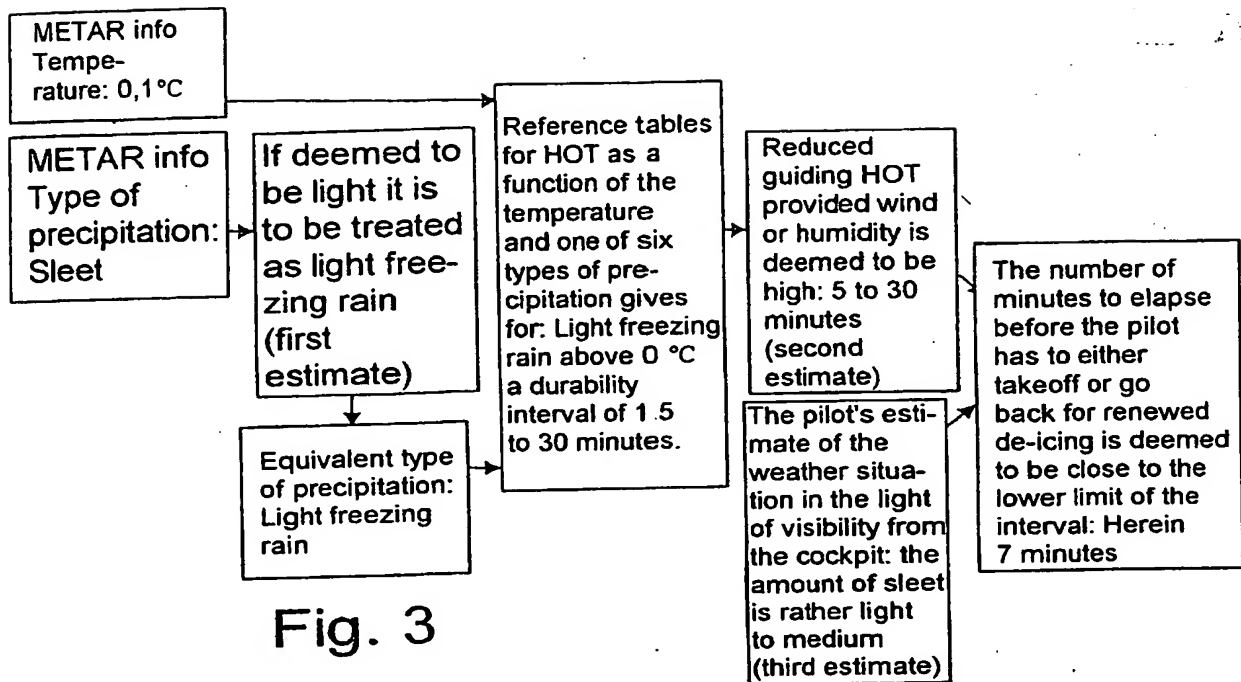 METAR info
Tempe-
rature: 0,1°C
METAR info
Type of
precipitation:
Sleet
If deemed to
be light it is
to be treated
as light free-
zing rain
(first
estimate)
Equivalent type
of precipitation:
Light freezing
rain
Reference tables
for HOT as a
function of the
temperature
and one of six
types of pre-
cipitation gives
for: Light freezing
rain above 0 °C
a durability
interval of 1.5
to 30 minutes.
Reduced
guiding HOT
provided wind
or humidity is
deemed to be
high: 5 to 30
minutes
(second
estimate)
The pilot's esti-
mate of the
weather situa-
tion in the light
of visibility from
the cockpit: the
amount of sleet
is rather light
to medium
(third estimate)
The number of
minutes to elapse
before the pilot
has to either
takeoff or go
back for renewed
de-icing is deemed
to be close to the
lower limit of the
interval: Herein
7 minutes
Fig. 3